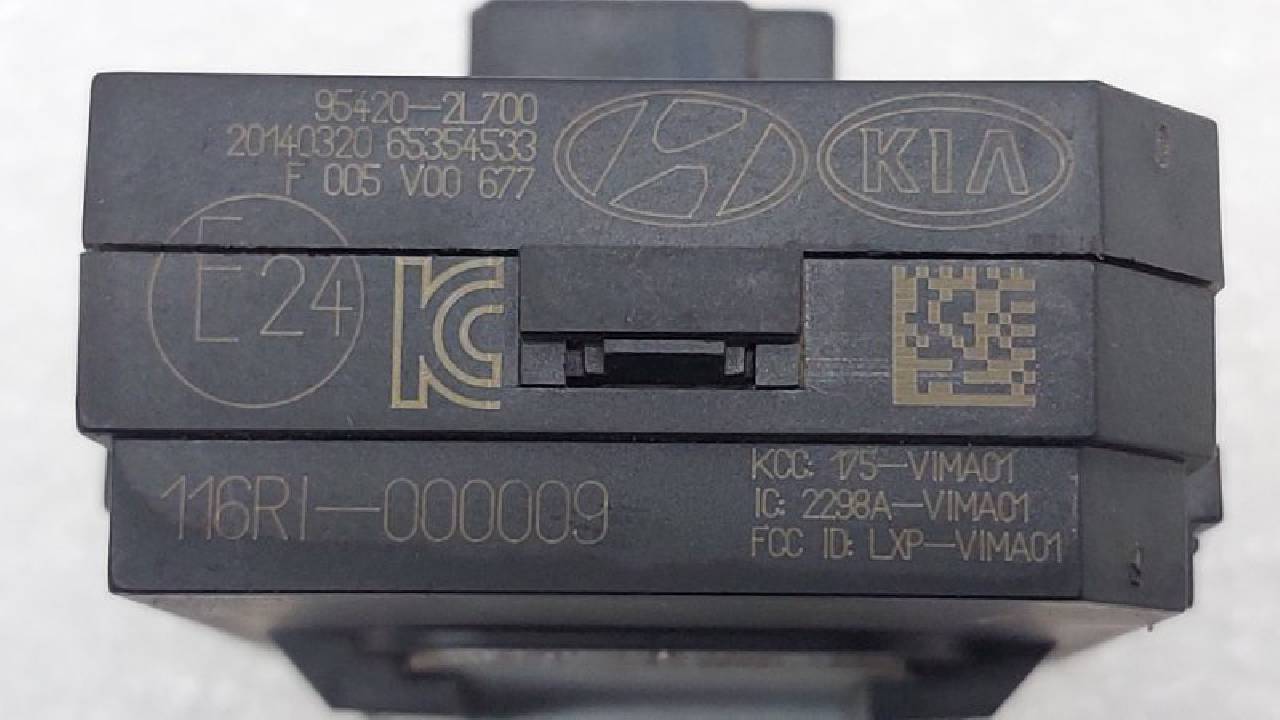 95420-2L700
20140320 65354533
F 005 V00 677
KIA
E24
KC
116RI-000009
KCC: 175-VIMA01
IC: 2298A-VIMA01
FCC ID: LXP-VIMA01